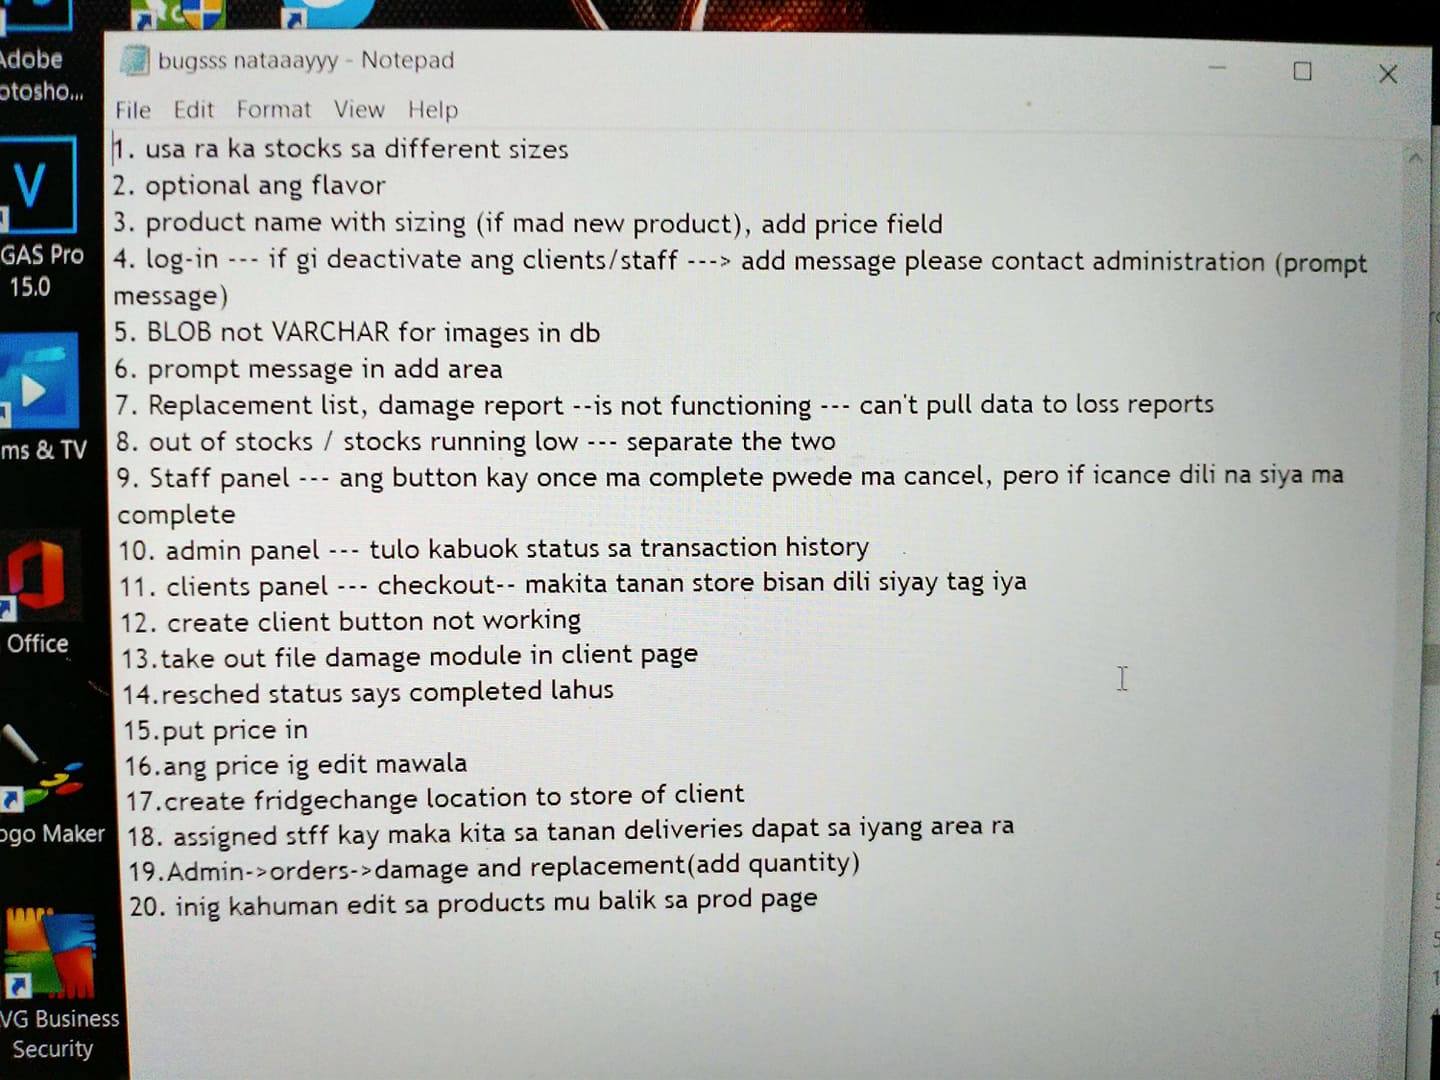 Adobe
otosho...
GAS Pro
15.0
ms & TV
Office
ogo Maker
VG Business
Security
bugsss nataaayyy - Notepad
File Edit Format View Help
1. usa ra ka stocks sa different sizes
2. optional ang flavor
3. product name with sizing (if mad new product), add price field
4. log-in --- if gi deactivate ang clients/staff ---> add message please contact administration (prompt
message)
5. BLOB not VARCHAR for images in db
6. prompt message in add area
7. Replacement list, damage report --is not functioning --- can't pull data to loss reports
8. out of stocks / stocks running low --- separate the two
9. Staff panel --- ang button kay once ma complete pwede ma cancel, pero if icance dili na siya ma
complete
10. admin panel --- tulo kabuok status sa transaction history
11. clients panel --- checkout-- makita tanan store bisan dili siyay tag iya
12. create client button not working
13.take out file damage module in client page
14.resched status says completed lahus
15.put price in
16.ang price ig edit mawala
17.create fridgechange location to store of client
18. assigned stff kay maka kita sa tanan deliveries dapat sa iyang area ra
19.Admin->orders->damage and replacement(add quantity)
20. inig kahuman edit sa products mu balik sa prod page